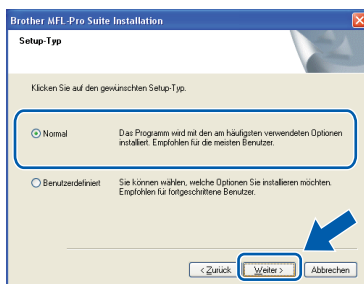 Brother MFL-Pro Suite Installation
Setup-Typ
Klicken Sie auf den gewünschten Setup-Typ.
Normal
Das Programm wird mit den am häufigsten verwendeten Optionen
installiert. Empfohlen für die meisten Benutzer.
Benutzerdefiniert
Sie können wählen, welche Optionen Sie installieren möchten.
Empfohlen für fortgeschrittene Benutzer.
< Zurück
Weiter >
Abbrechen